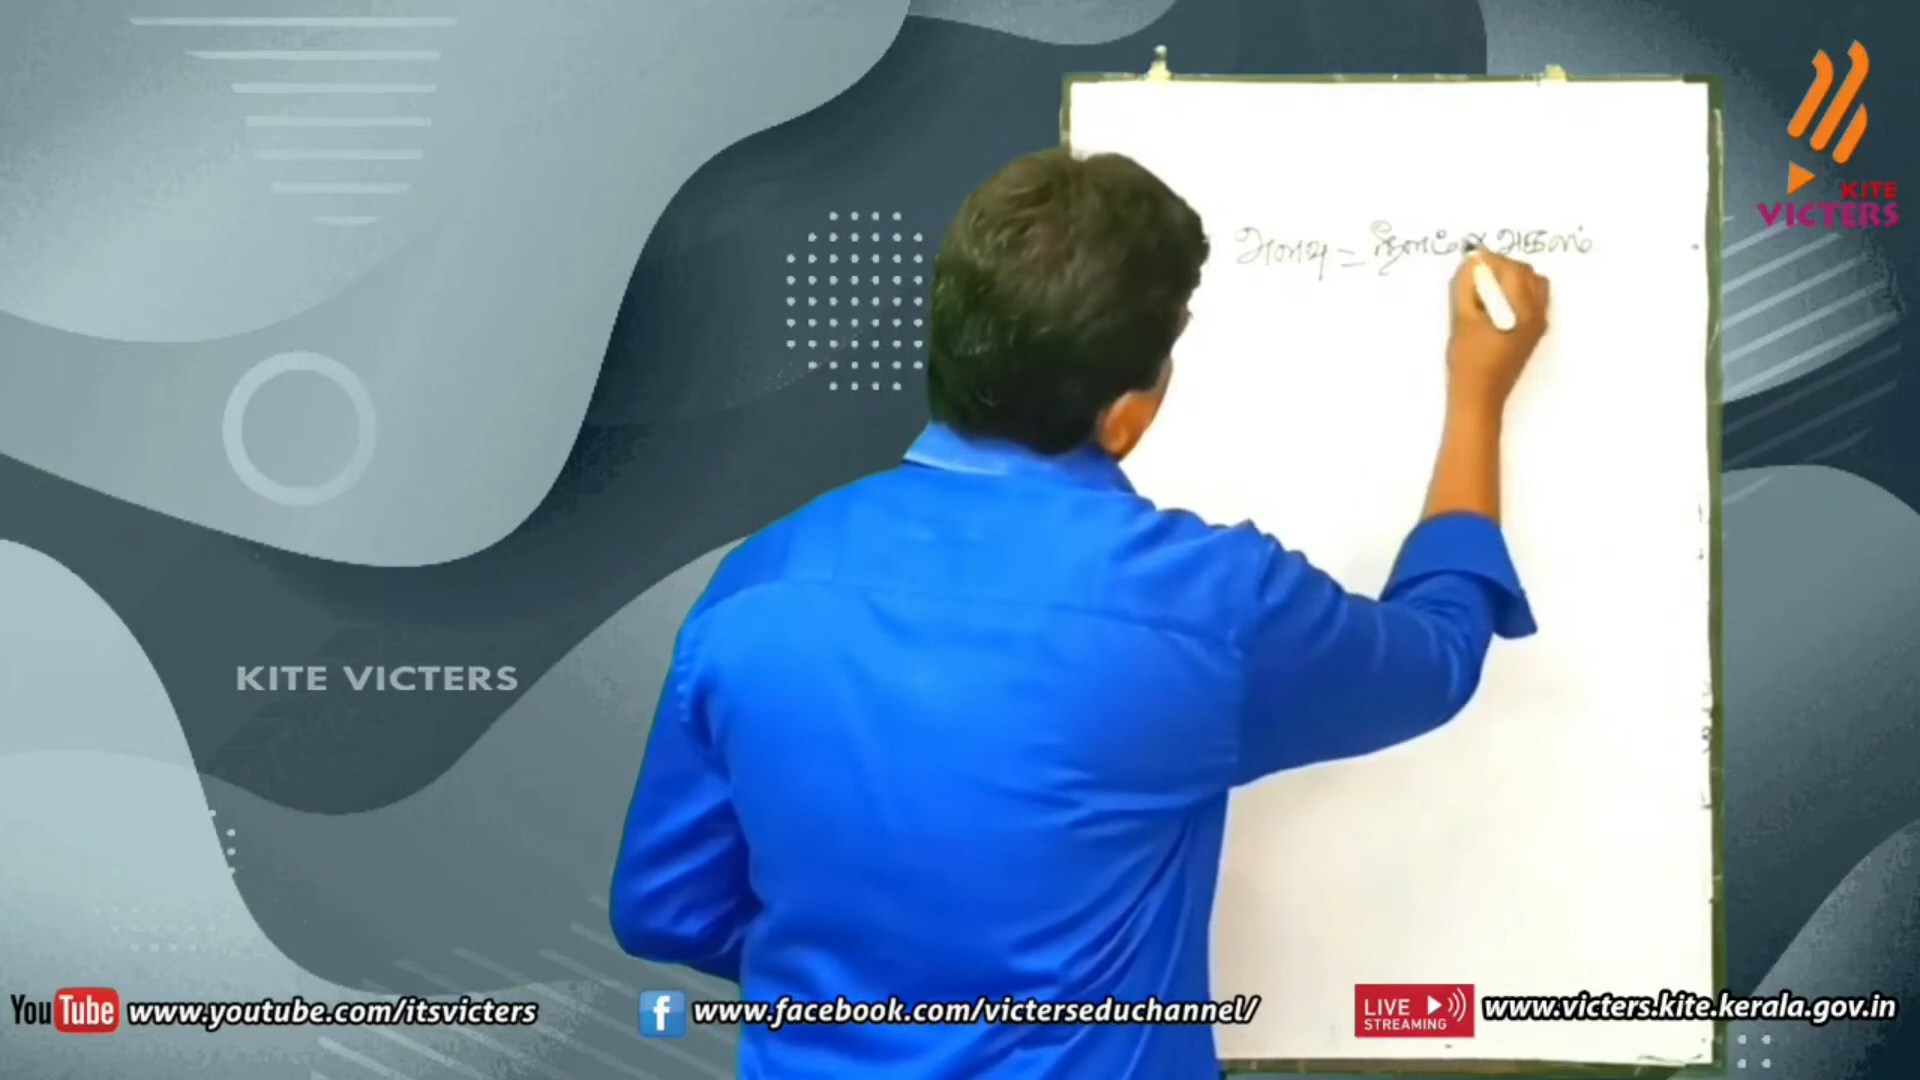 KITE
VICTERS
அளவு = நீளம் x அகலம்
KITE VICTERS
YouTube www.youtube.com/itsvicters
f www.facebook.com/victerseduchannel/
LIVE STREAMING www.victers.kite.kerala.gov.in